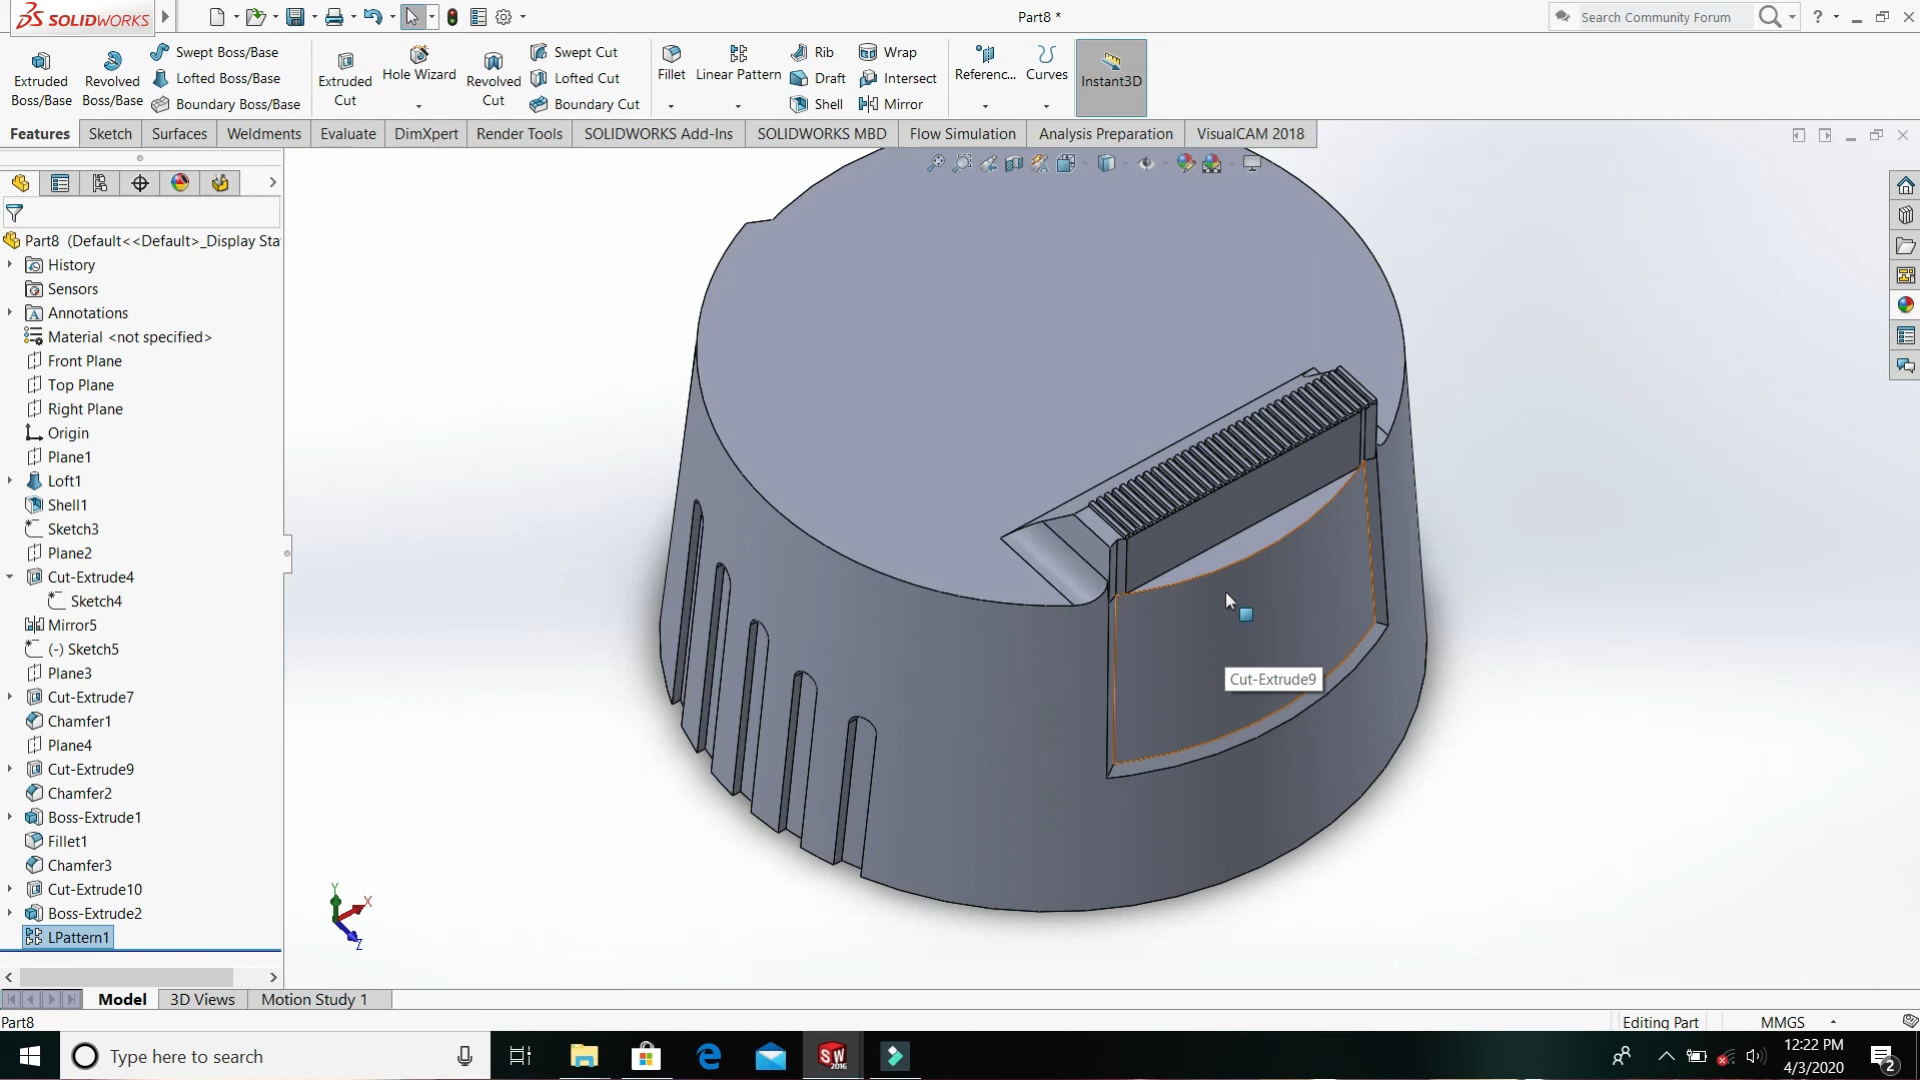 SOLIDWORKS
Part8 *
Search Community Forum
?
Extruded Boss/Base
Revolved Boss/Base
Swept Boss/Base
Lofted Boss/Base
Boundary Boss/Base
Extruded Cut
Hole Wizard
Revolved Cut
Swept Cut
Lofted Cut
Boundary Cut
Fillet
Linear Pattern
Rib
Draft
Shell
Wrap
Intersect
Mirror
Referenc...
Curves
Instant3D
Features Sketch Surfaces Weldments Evaluate DimXpert Render Tools SOLIDWORKS Add-Ins SOLIDWORKS MBD Flow Simulation Analysis Preparation VisualCAM 2018
Part8 (Default<<Default>_Display Sta
History
Sensors
Annotations
Material <not specified>
Front Plane
Top Plane
Right Plane
Origin
Plane1
Loft1
Shell1
Sketch3
Plane2
Cut-Extrude4
Sketch4
Mirror5
(-) Sketch5
Plane3
Cut-Extrude7
Chamfer1
Plane4
Cut-Extrude9
Chamfer2
Boss-Extrude1
Fillet1
Chamfer3
Cut-Extrude10
Boss-Extrude2
LPattern1
Cut-Extrude9
Y
X
Z
Model 3D Views Motion Study 1
Part8
Editing Part MMGS
Type here to search
SW
2016
12:22 PM
4/3/2020
2